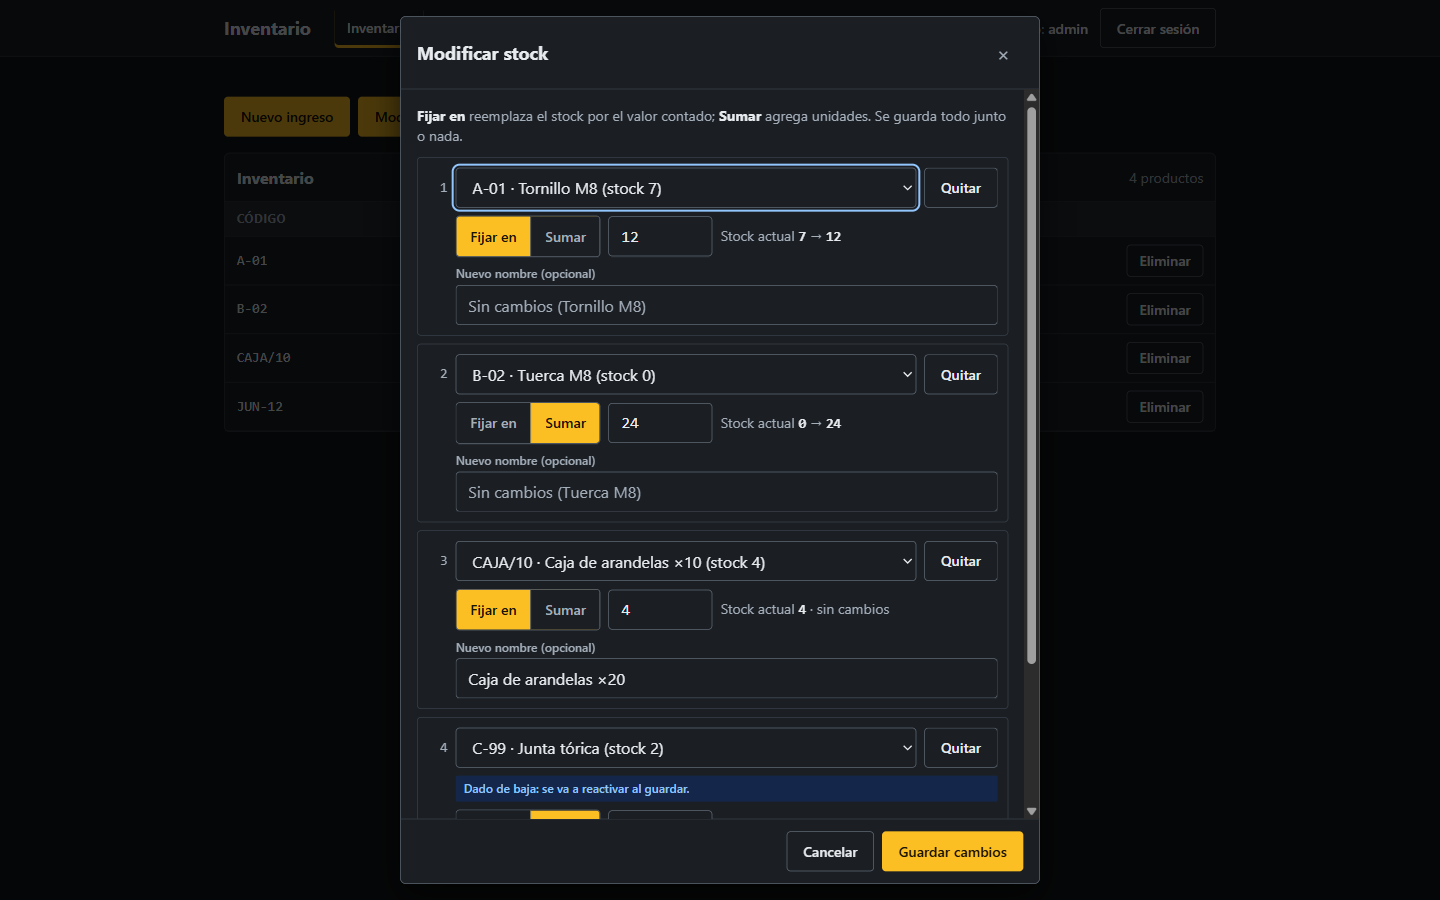 Inventario
Inventar
: admin
Cerrar sesión
Modificar stock
×
Nuevo ingreso
Fijar en reemplaza el stock por el valor contado; Sumar agrega unidades. Se guarda todo junto
o nada.
Inventario
4 productos
CÓDIGO
A-01
Eliminar
B-02
Eliminar
CAJA/10
Eliminar
JUN-12
Eliminar
1
A-01 · Tornillo M8 (stock 7)
Quitar
Fijar en
Sumar
12
Stock actual 7 → 12
Nuevo nombre (opcional)
Sin cambios (Tornillo M8)
2
B-02 · Tuerca M8 (stock 0)
Quitar
Fijar en
Sumar
24
Stock actual 0 → 24
Nuevo nombre (opcional)
Sin cambios (Tuerca M8)
3
CAJA/10 · Caja de arandelas ×10 (stock 4)
Quitar
Fijar en
Sumar
4
Stock actual 4 · sin cambios
Nuevo nombre (opcional)
Caja de arandelas ×20
4
C-99 · Junta tórica (stock 2)
Quitar
Dado de baja: se va a reactivar al guardar.
Cancelar
Guardar cambios